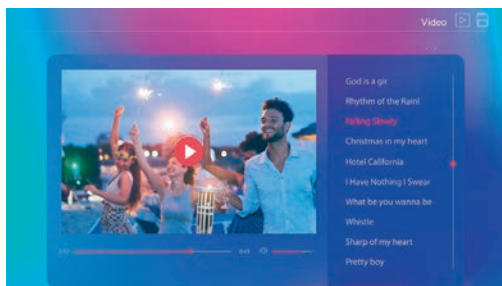 Video
God is a gir
Rhythm of the Rainl
Falling Slowly
Christmas in my heart
Hotel California
I Have Nothing I Swear
What be you wanna be
Whistle
Sharp of my heart
Pretty boy